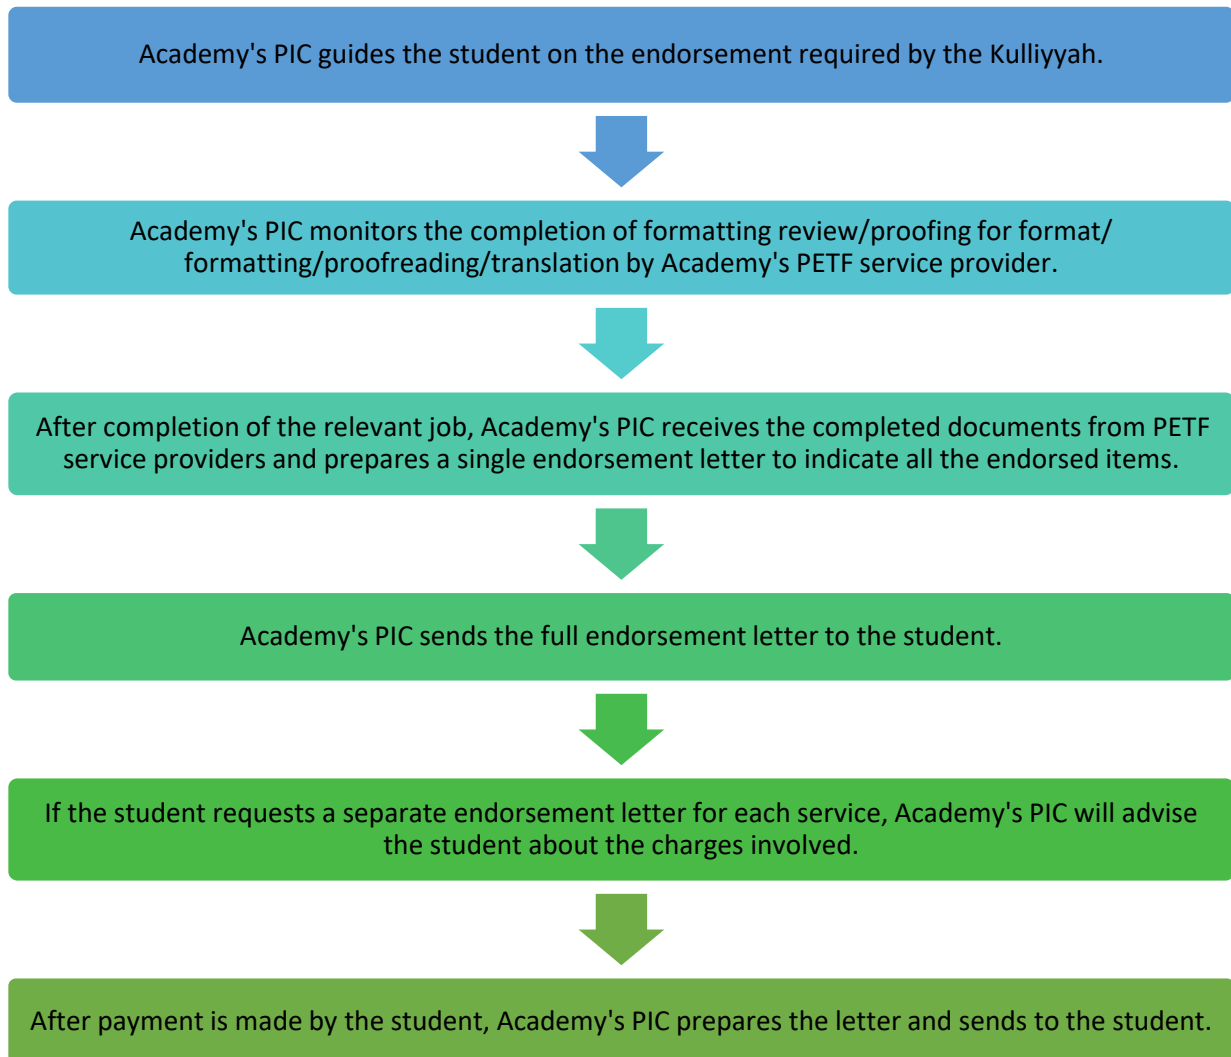 Academy's PIC guides the student on the endorsement required by the Kulliyyah.
Academy's PIC monitors the completion of formatting review/proofing for format/
formatting/proofreading/translation by Academy's PETF service provider.
After completion of the relevant job, Academy's PIC receives the completed documents from PETF
service providers and prepares a single endorsement letter to indicate all the endorsed items.
Academy's PIC sends the full endorsement letter to the student.
If the student requests a separate endorsement letter for each service, Academy's PIC will advise
the student about the charges involved.
After payment is made by the student, Academy's PIC prepares the letter and sends to the student.